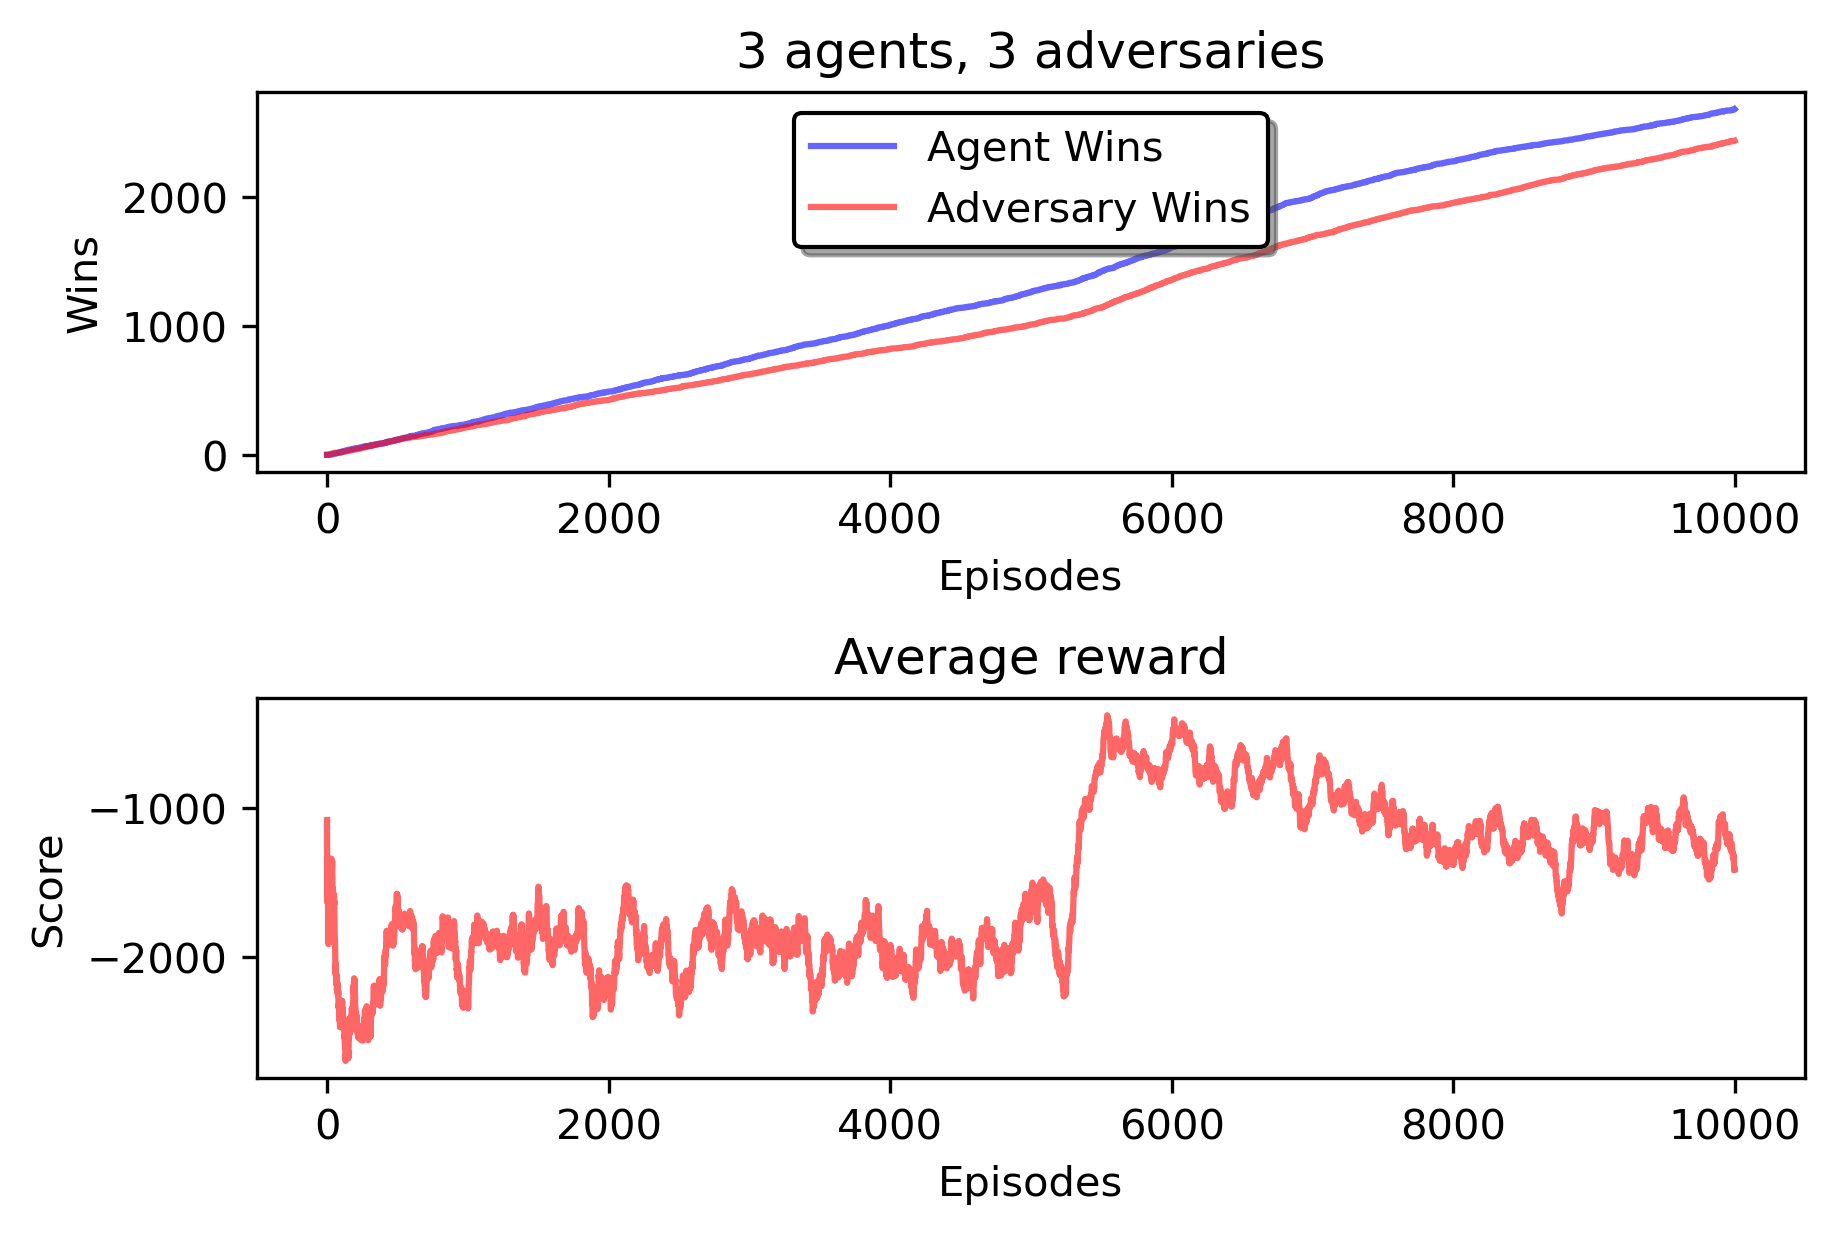 3 agents, 3 adversaries
Agent Wins
Adversary Wins
Wins
2000
1000
0
0 2000 4000 6000 8000 10000
Episodes
Average reward
Score
−1000
−2000
0 2000 4000 6000 8000 10000
Episodes